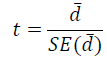 t = d̄ / SE(d̄)